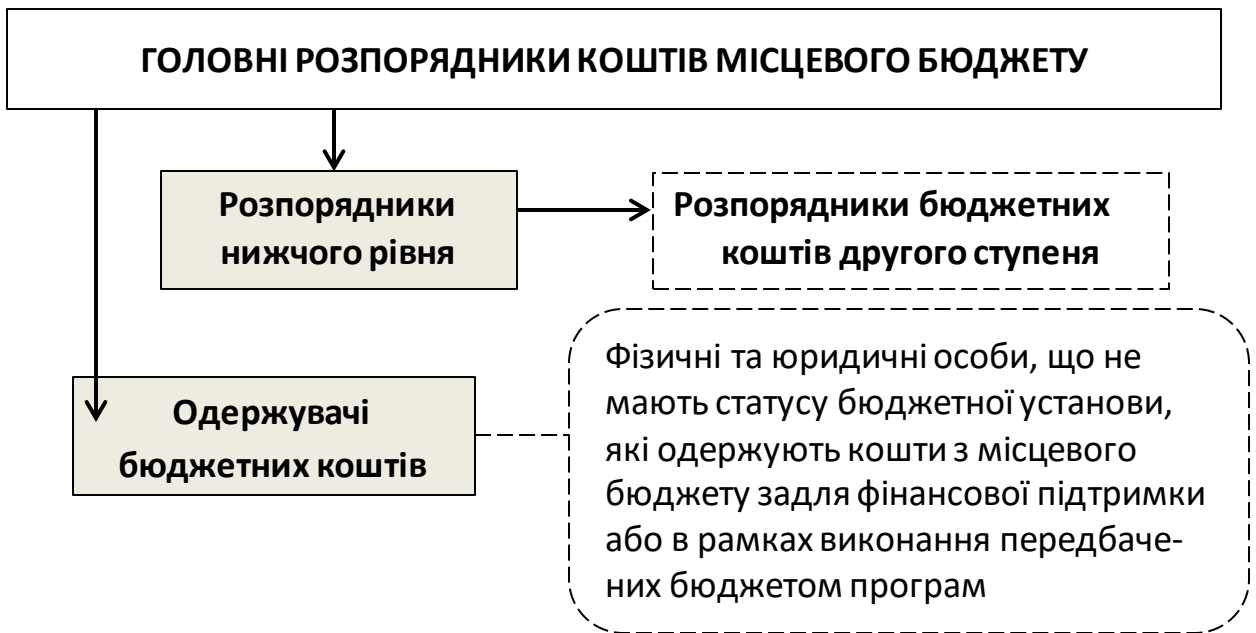 ГОЛОВНІ РОЗПОРЯДНИКИ КОШТІВ МІСЦЕВОГО БЮДЖЕТУ
Розпорядники
нижчого рівня
Розпорядники бюджетних
коштів другого ступеня
Одержувачі
бюджетних коштів
Фізичні та юридичні особи, що не
мають статусу бюджетної установи,
які одержують кошти з місцевого
бюджету задля фінансової підтримки
або в рамках виконання передбаче-
них бюджетом програм